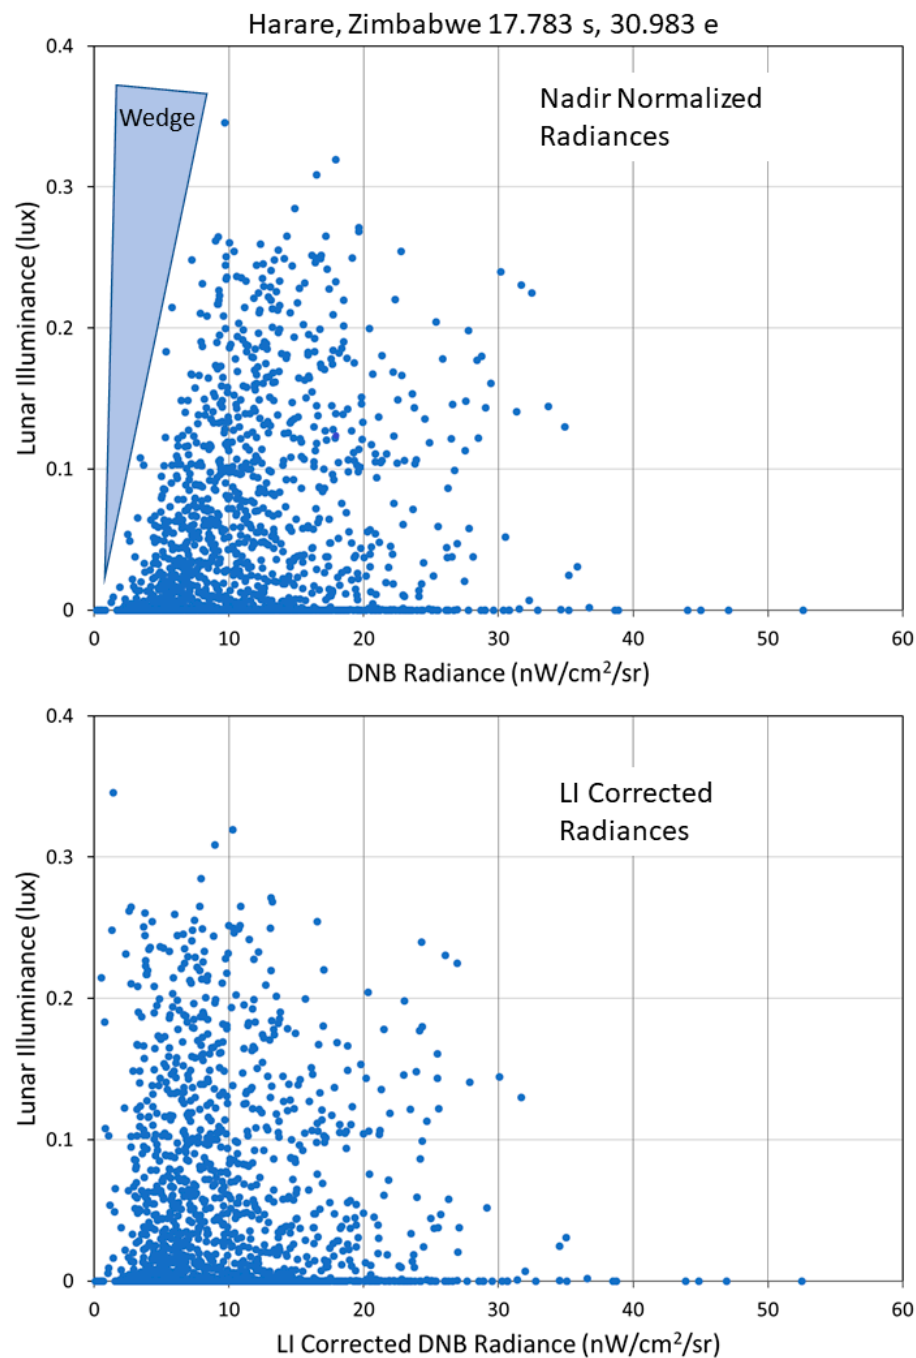 Harare, Zimbabwe 17.783 s, 30.983 e
0.4
Wedge
Nadir Normalized
Radiances
0.3
Lunar Illuminance (lux)
0.2
0.1
0
0 10 20 30 40 50 60
DNB Radiance (nW/cm²/sr)
0.4
LI Corrected
Radiances
0.3
Lunar Illuminance (lux)
0.2
0.1
0
0 10 20 30 40 50 60
LI Corrected DNB Radiance (nW/cm²/sr)